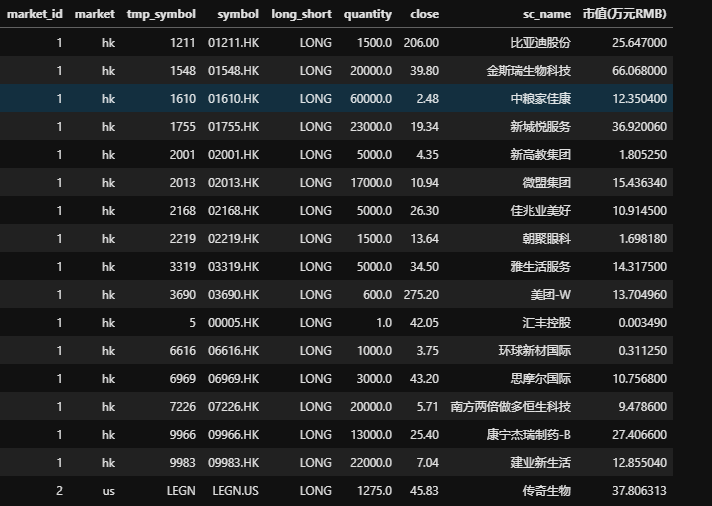 market_id market tmp_symbol symbol long_short quantity close sc_name 市值(万元RMB)
1 hk 1211 01211.HK LONG 1500.0 206.00 比亚迪股份 25.647000
1 hk 1548 01548.HK LONG 20000.0 39.80 金斯瑞生物科技 66.068000
1 hk 1610 01610.HK LONG 60000.0 2.48 中粮家佳康 12.350400
1 hk 1755 01755.HK LONG 23000.0 19.34 新城悦服务 36.920060
1 hk 2001 02001.HK LONG 5000.0 4.35 新高教集团 1.805250
1 hk 2013 02013.HK LONG 17000.0 10.94 微盟集团 15.436340
1 hk 2168 02168.HK LONG 5000.0 26.30 佳兆业美好 10.914500
1 hk 2219 02219.HK LONG 1500.0 13.64 朝聚眼科 1.698180
1 hk 3319 03319.HK LONG 5000.0 34.50 雅生活服务 14.317500
1 hk 3690 03690.HK LONG 600.0 275.20 美团-W 13.704960
1 hk 5 00005.HK LONG 1.0 42.05 汇丰控股 0.003490
1 hk 6616 06616.HK LONG 1000.0 3.75 环球新材国际 0.311250
1 hk 6969 06969.HK LONG 3000.0 43.20 思摩尔国际 10.756800
1 hk 7226 07226.HK LONG 20000.0 5.71 南方两倍做多恒生科技 9.478600
1 hk 9966 09966.HK LONG 13000.0 25.40 康宁杰瑞制药-B 27.406600
1 hk 9983 09983.HK LONG 22000.0 7.04 建业新生活 12.855040
2 us LEGN LEGN.US LONG 1275.0 45.83 传奇生物 37.806313